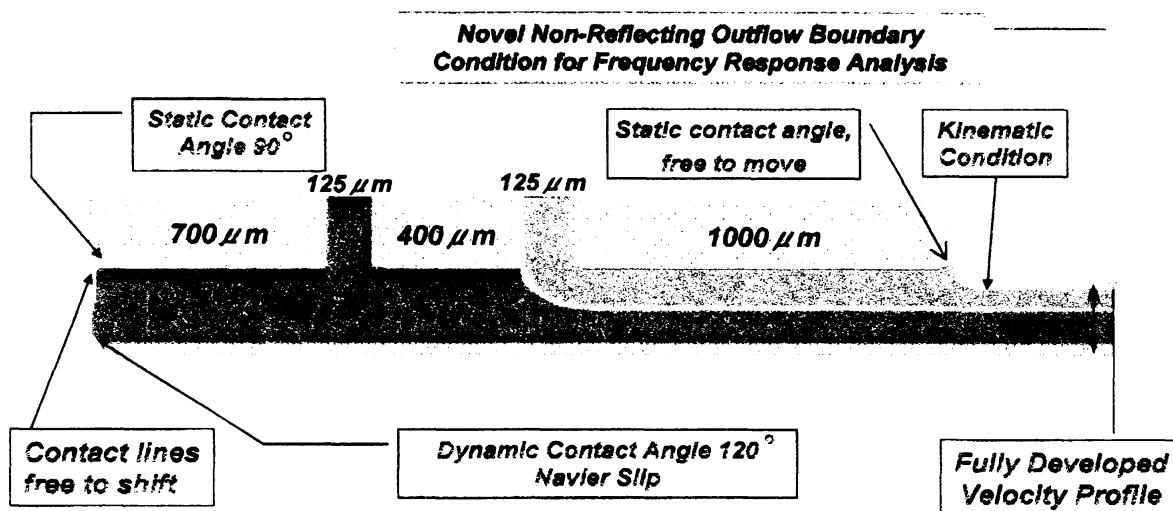 Novel Non-Reflecting Outflow Boundary
Condition for Frequency Response Analysis
Static Contact
Angle 90°
Static contact angle,
free to move
Kinematic
Condition
125 μm
125 μm
700 μm
400 μm
1000 μm
Contact lines
free to shift
Dynamic Contact Angle 120°
Navier Slip
Fully Developed
Velocity Profile